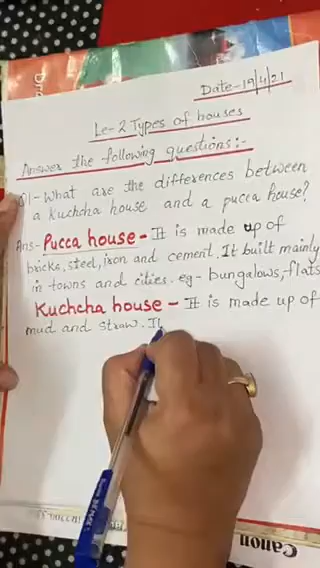 Date-19/4/21
Le-2 Types of houses
Answer the following questions:-
Q1- What are the differences between
a Kuchcha house and a pucca house?
Ans- Pucca house - It is made up of
bricks, steel, iron and cement. It built mainly
in towns and cities. eg- bungalows, flats
Kuchcha house - It is made up of
mud and straw. It
Canon